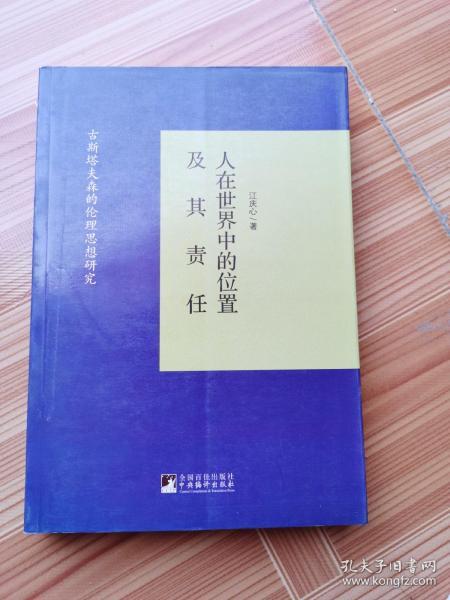 人在世界中的位置
及其责任
江庆心/著
古斯塔夫森的伦理思想研究
全国百佳出版社
中央编译出版社
Central Compilation & Translation Press
孔夫子旧书网
www.kongfz.com